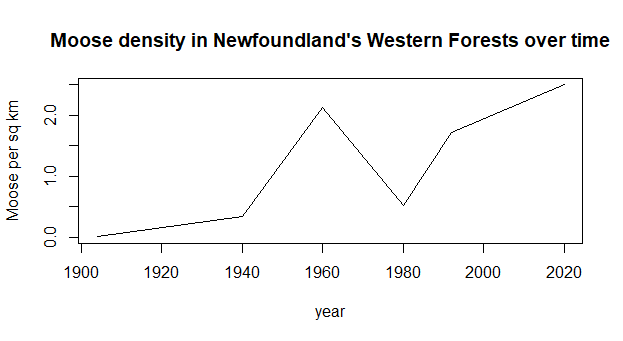 Moose density in Newfoundland's Western Forests over time
Moose per sq km
2.0
1.0
0.0
1900 1920 1940 1960 1980 2000 2020
year